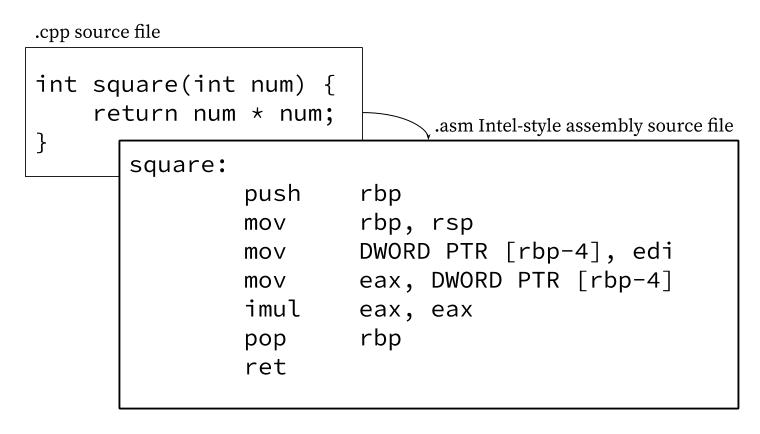 .cpp source file
int square(int num) {
    return num * num;
}
.asm Intel-style assembly source file
square:
        push    rbp
        mov     rbp, rsp
        mov     DWORD PTR [rbp-4], edi
        mov     eax, DWORD PTR [rbp-4]
        imul    eax, eax
        pop     rbp
        ret